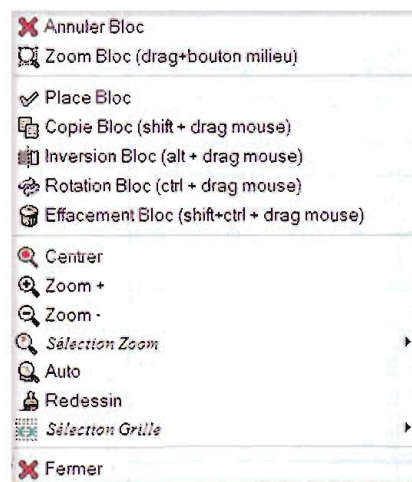 Annuler Bloc
Zoom Bloc (drag+bouton milieu)
Place Bloc
Copie Bloc (shift + drag mouse)
Inversion Bloc (alt + drag mouse)
Rotation Bloc (ctrl + drag mouse)
Effacement Bloc (shift+ctrl + drag mouse)
Centrer
Zoom +
Zoom -
Sélection Zoom
Auto
Redessin
Sélection Grille
Fermer